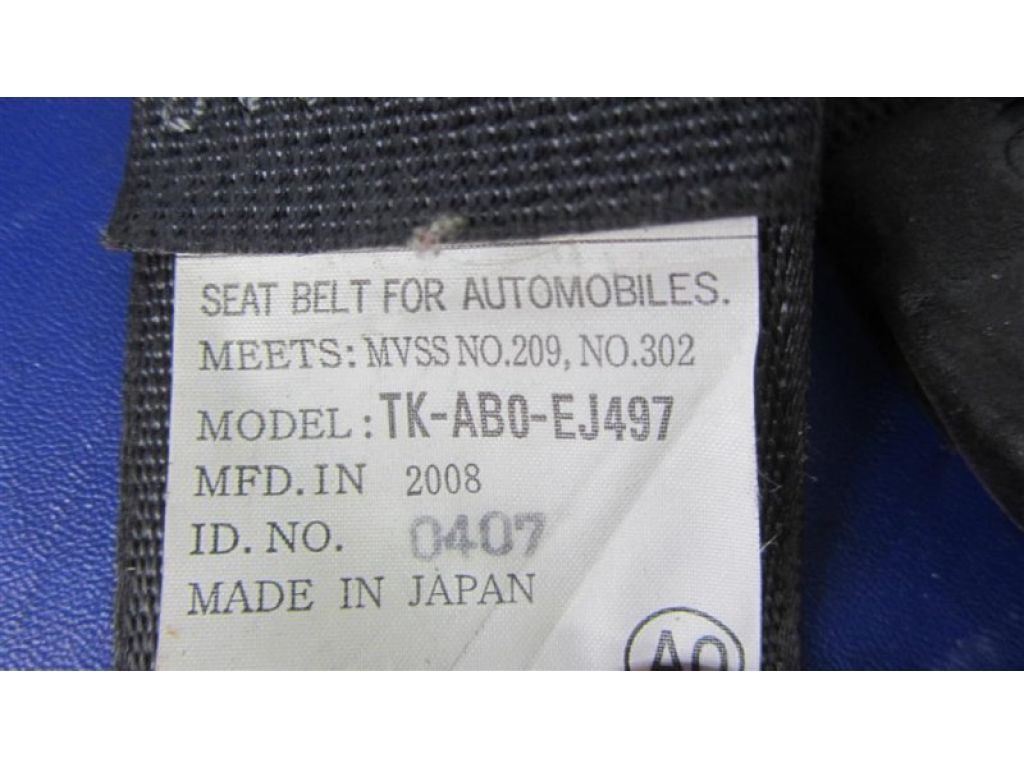 SEAT BELT FOR AUTOMOBILES.
MEETS: MVSS NO.209, NO.302
MODEL: TK-AB0-EJ497
MFD. IN 2008
ID. NO. 0407
MADE IN JAPAN